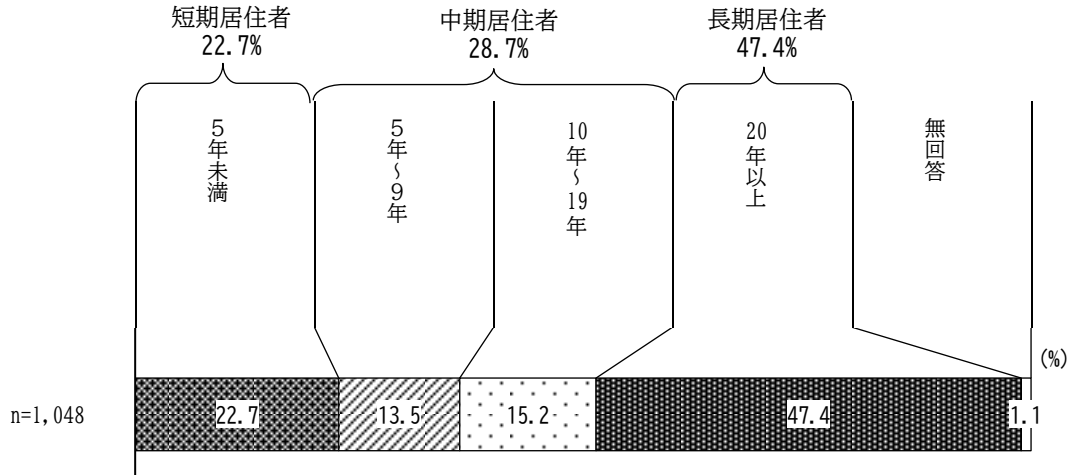 短期居住者
22.7%
中期居住者
28.7%
長期居住者
47.4%
５年未満
５年～９年
10年～19年
20年以上
無回答
(%)
n=1,048
22.7
13.5
15.2
47.4
1.1